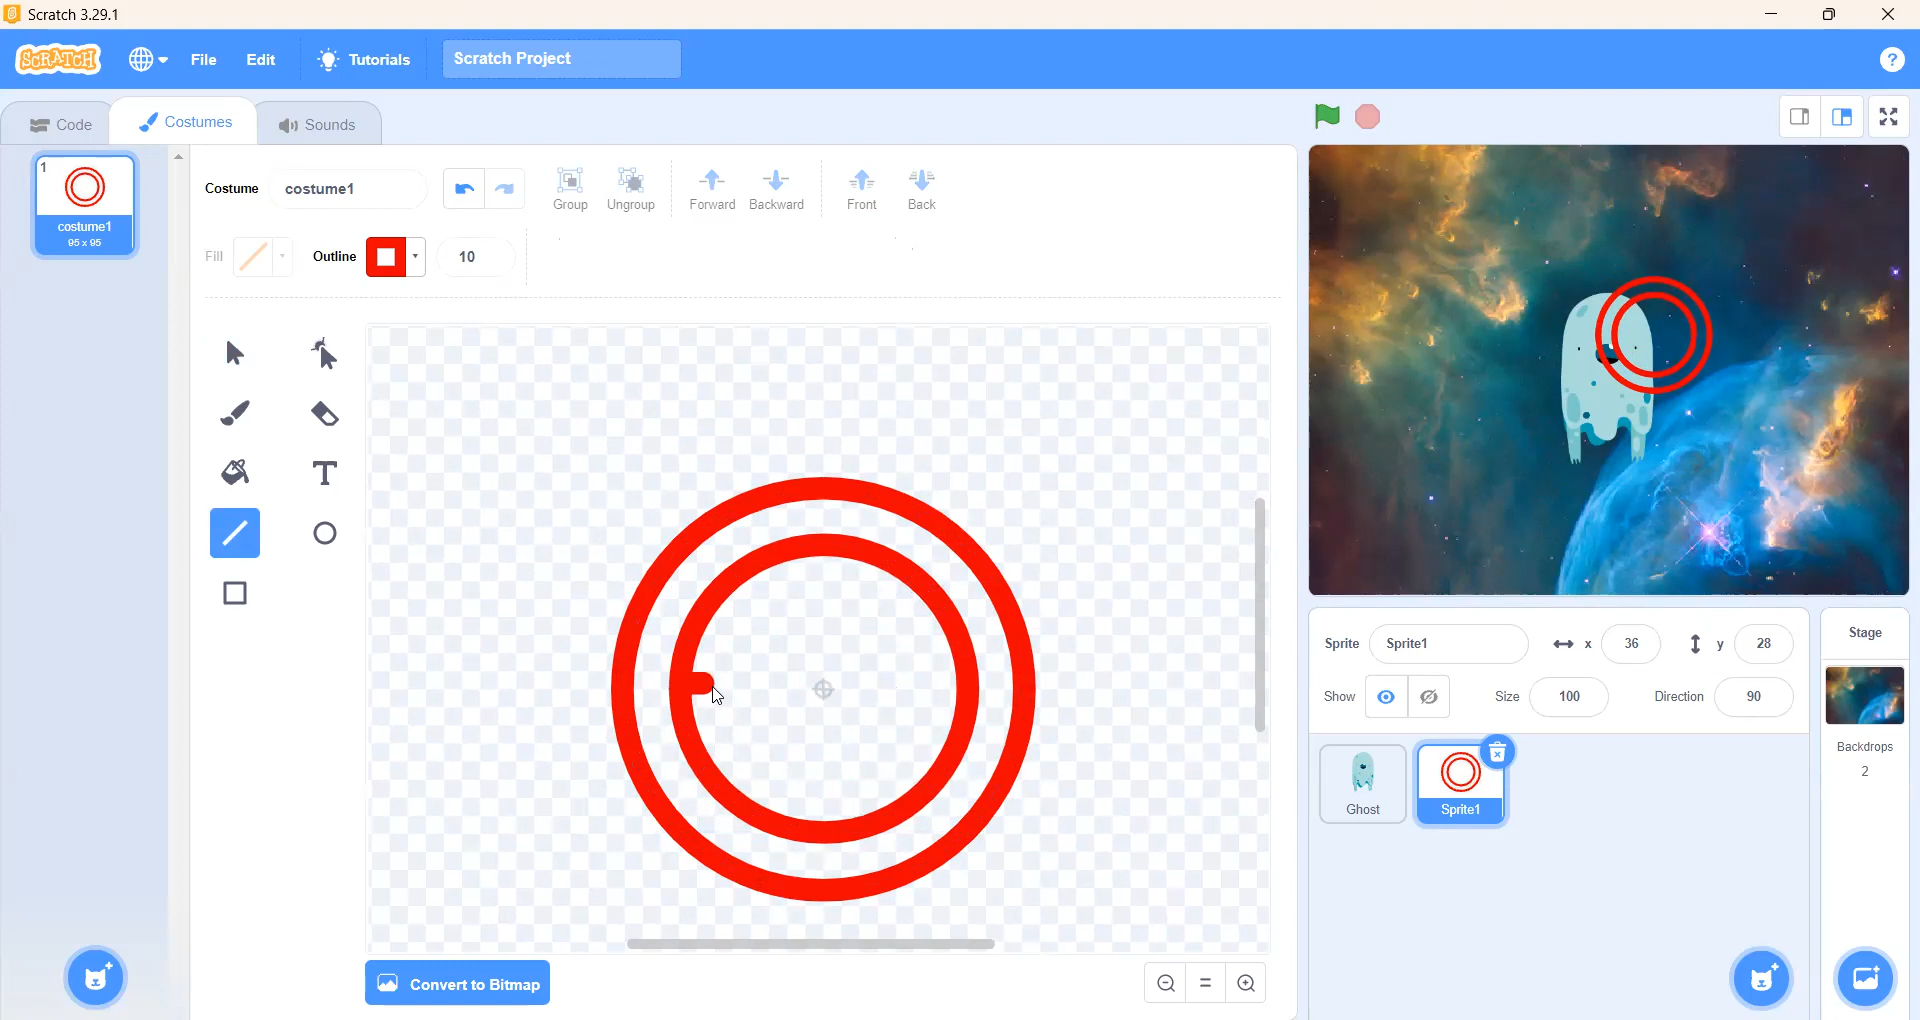 Scratch 3.29.1
SCRATCH
File
Edit
Tutorials
Scratch Project
?
Code
Costumes
Sounds
1
costume1
95 x 95
Costume
costume1
Group
Ungroup
Forward
Backward
Front
Back
Fill
Outline
10
T
Convert to Bitmap
=
Sprite
Sprite1
x
36
y
28
Show
Size
100
Direction
90
Ghost
Sprite1
Stage
Backdrops
2